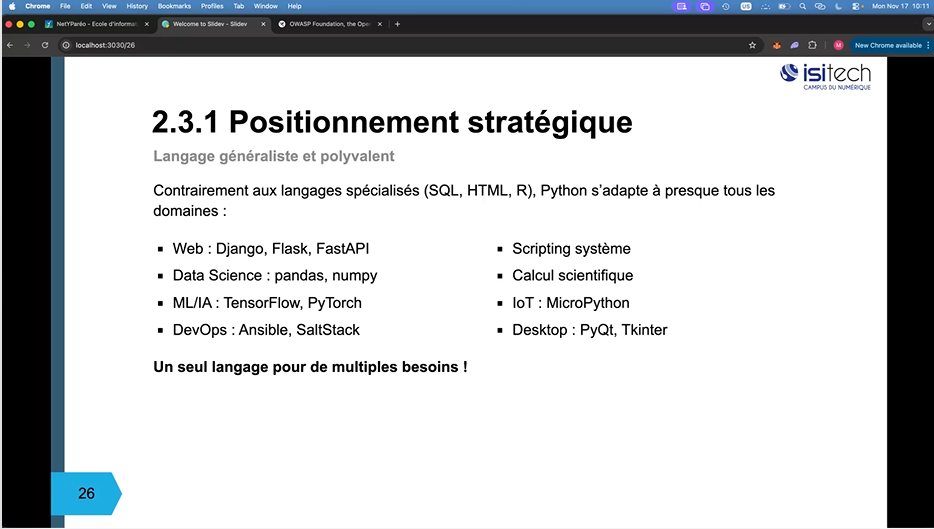 Chrome File Edit View History Bookmarks Profiles Tab Window Help
US
Mon Nov 17 10:11
NetYParéo - Ecole d'informat
Welcome to Slidev - Slidev
OWASP Foundation, the Ope
localhost:3030/26
M
New Chrome available
isitech
CAMPUS DU NUMÉRIQUE
2.3.1 Positionnement stratégique
Langage généraliste et polyvalent
Contrairement aux langages spécialisés (SQL, HTML, R), Python s’adapte à presque tous les
domaines :
▪ Web : Django, Flask, FastAPI
▪ Data Science : pandas, numpy
▪ ML/IA : TensorFlow, PyTorch
▪ DevOps : Ansible, SaltStack
▪ Scripting système
▪ Calcul scientifique
▪ IoT : MicroPython
▪ Desktop : PyQt, Tkinter
Un seul langage pour de multiples besoins !
26